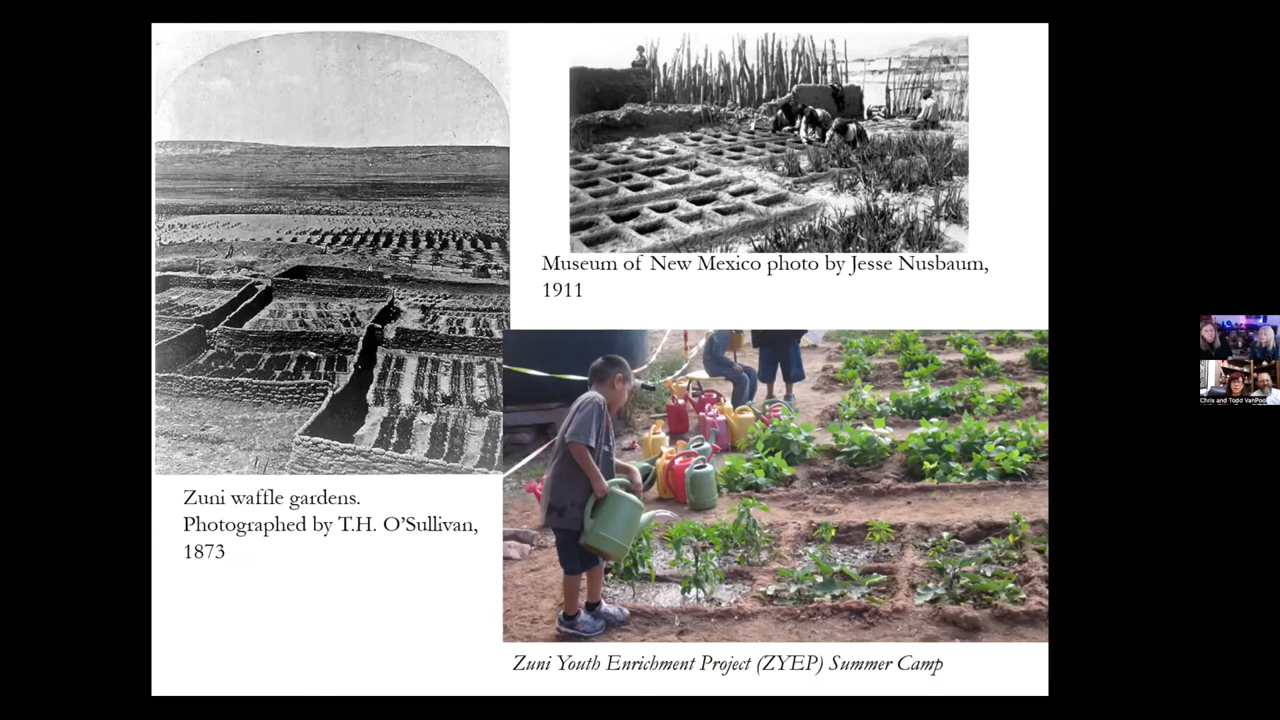 Museum of New Mexico photo by Jesse Nusbaum,
1911
Zuni waffle gardens.
Photographed by T.H. O’Sullivan,
1873
Zuni Youth Enrichment Project (ZYEP) Summer Camp
Chris and Todd VanPool